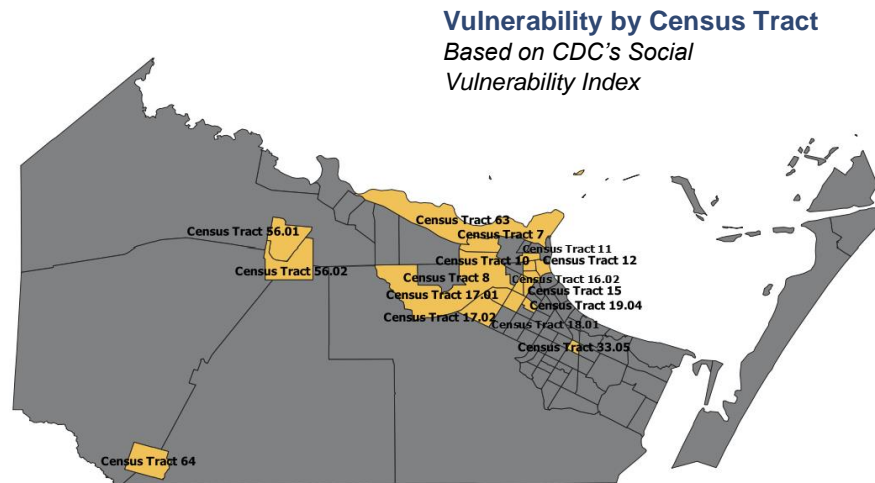 Vulnerability by Census Tract
Based on CDC's Social
Vulnerability Index
Census Tract 63
Census Tract 56.01
Census Tract 7
Census Tract 11
Census Tract 10
Census Tract 12
Census Tract 56.02
Census Tract 8
Census Tract 16.02
Census Tract 15
Census Tract 17.01
Census Tract 19.04
Census Tract 17.02
Census Tract 18.01
Census Tract 33.05
Census Tract 64